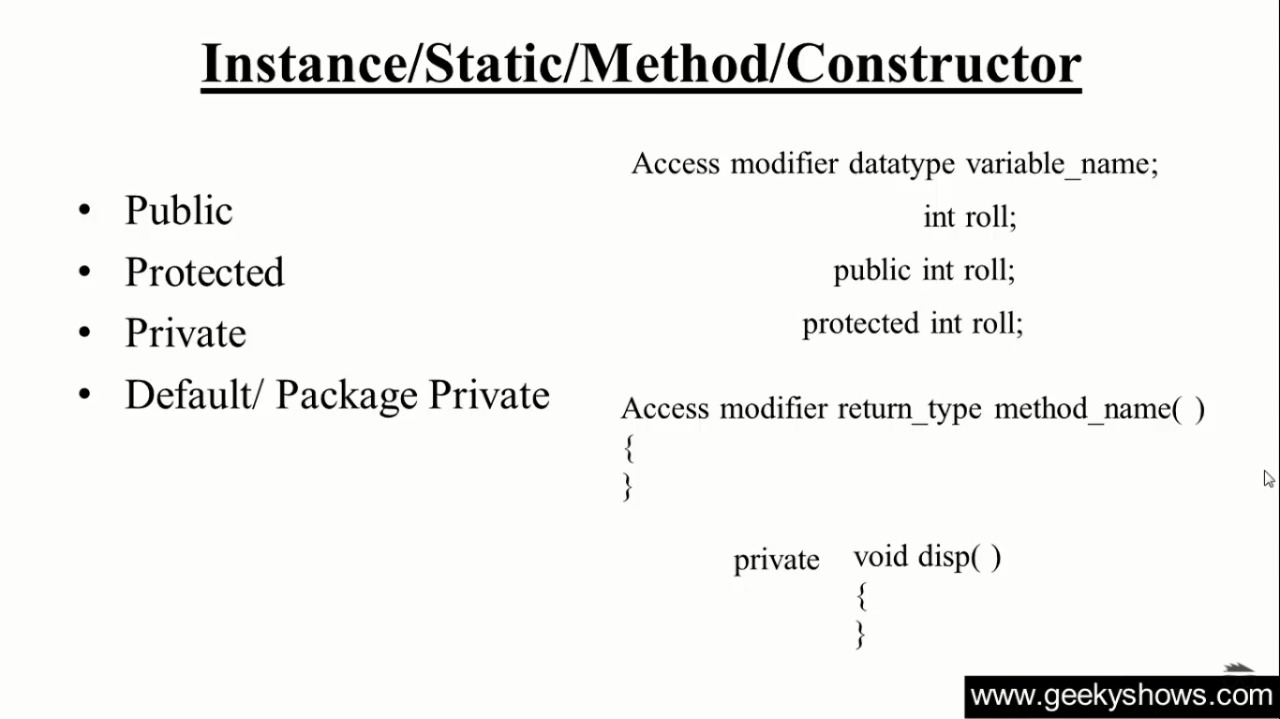 Instance/Static/Method/Constructor
• Public
• Protected
• Private
• Default/ Package Private
Access modifier datatype variable_name;
int roll;
public int roll;
protected int roll;
Access modifier return_type method_name( )
{
}
private void disp( )
{
}
www.geekyshows.com